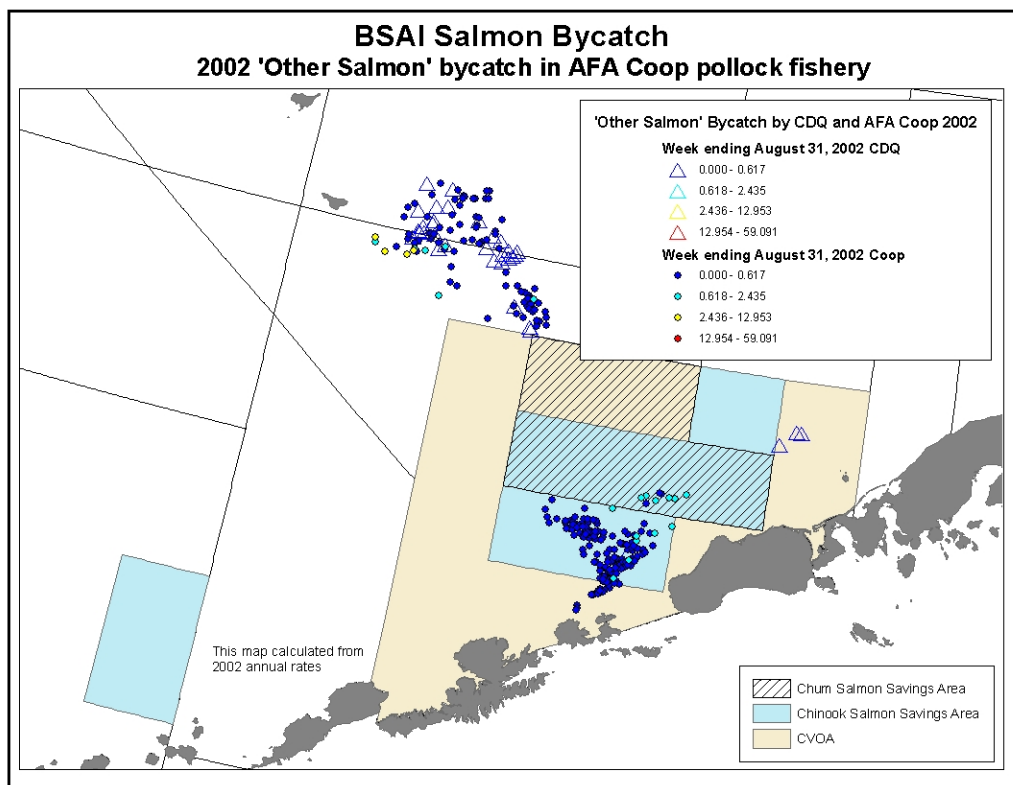 BSAI Salmon Bycatch
2002 'Other Salmon' bycatch in AFA Coop pollock fishery
'Other Salmon' Bycatch by CDQ and AFA Coop 2002
Week ending August 31, 2002 CDQ
0.000 - 0.617
0.618 - 2.435
2.436 - 12.953
12.954 - 59.091
Week ending August 31, 2002 Coop
0.000 - 0.617
0.618 - 2.435
2.436 - 12.953
12.954 - 59.091
This map calculated from
2002 annual rates
Chum Salmon Savings Area
Chinook Salmon Savings Area
CVOA